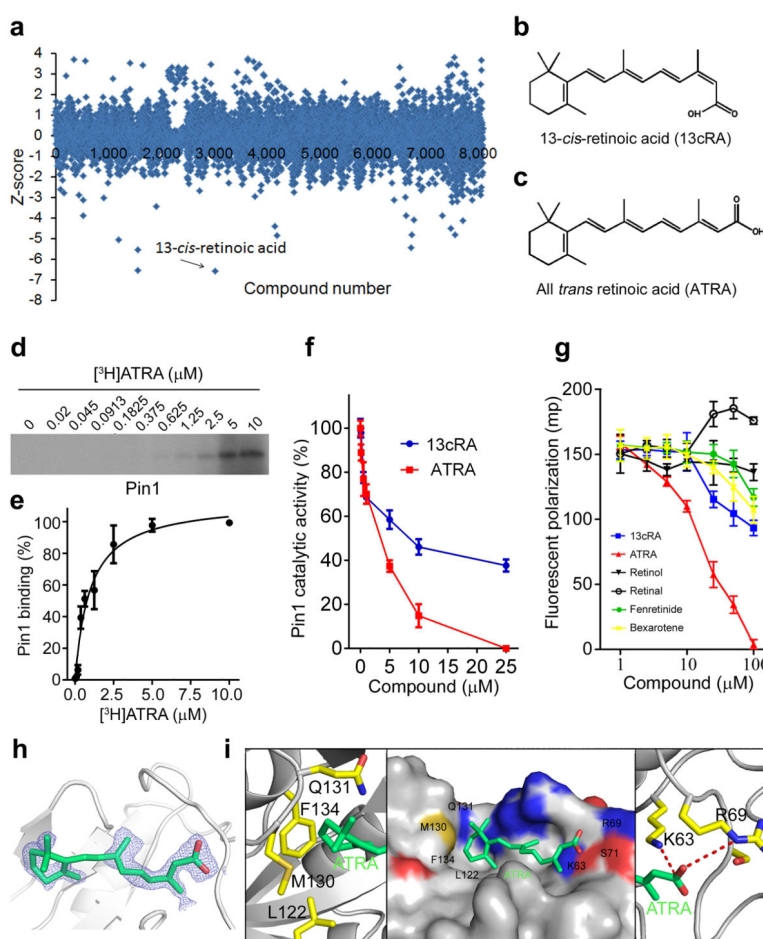 a
4
3
2
1
0
-1
-2
-3
-4
-5
-6
-7
-8
Z-score
0 1,000 2,000 3,000 4,000 5,000 6,000 7,000 8,000
13-cis-retinoic acid
Compound number
b
OH O
13-cis-retinoic acid (13cRA)
c
O
OH
All trans retinoic acid (ATRA)
d
[³H]ATRA (µM)
0 0.02 0.045 0.0913 0.1825 0.375 0.625 1.25 2.5 5 10
Pin1
e
Pin1 binding (%)
100
80
60
40
20
0
0.0 2.5 5.0 7.5 10.0
[³H]ATRA (µM)
f
Pin1 catalytic activity (%)
100
80
60
40
20
0
0 5 10 15 20 25
Compound (µM)
13cRA
ATRA
g
Fluorescent polarization (mp)
200
150
100
50
0
1 10 100
Compound (µM)
13cRA
ATRA
Retinol
Retinal
Fenretinide
Bexarotene
h
i
Q131
F134
ATRA
M130
L122
Q131
M130
F134
L122
ATRA
R69
S71
K63
R69
K63
ATRA